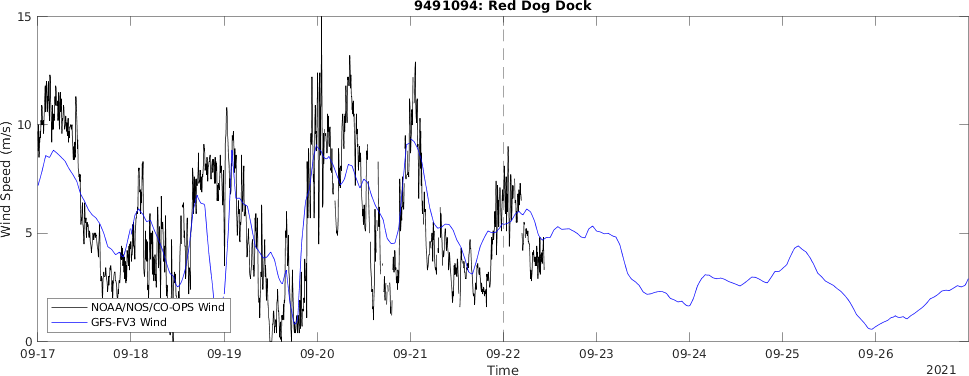 9491094: Red Dog Dock
Wind Speed (m/s)
15
10
5
0
NOAA/NOS/CO-OPS Wind
GFS-FV3 Wind
09-17 09-18 09-19 09-20 09-21 09-22 09-23 09-24 09-25 09-26
Time
2021